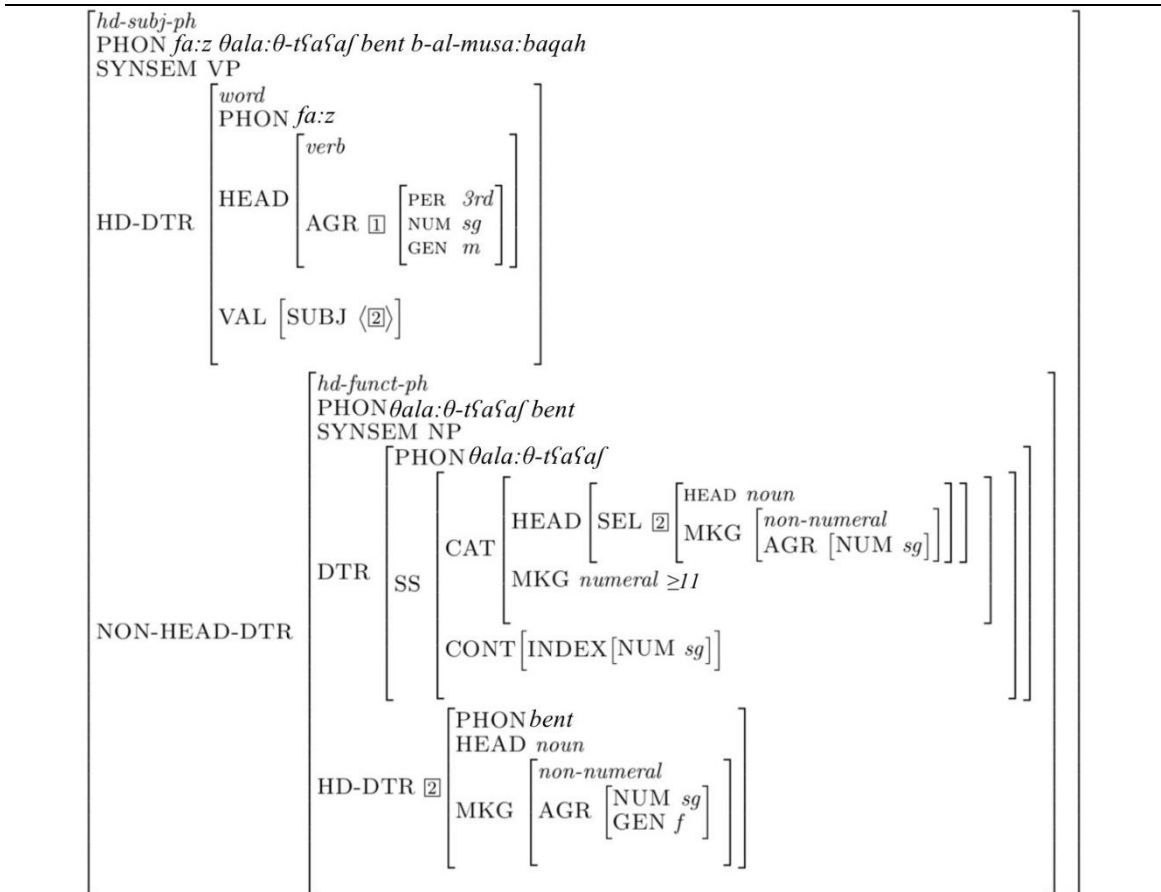 hd-subj-ph
PHON fa:z θala:θ-tʕaʕaʃ bent b-al-musa:baqah
SYNSEM VP
word
PHON fa:z
verb
HEAD
PER 3rd
HD-DTR
AGR 1 NUM sg
GEN m
VAL [SUBJ ⟨2⟩]
hd-funct-ph
PHON θala:θ-tʕaʕaʃ bent
SYNSEM NP
PHON θala:θ-tʕaʕaʃ
HEAD noun
HEAD [SEL 2
MKG [non-numeral
AGR [NUM sg]]
CAT
DTR
SS
MKG numeral ≥11
NON-HEAD-DTR
CONT[INDEX[NUM sg]]
PHON bent
HEAD noun
non-numeral
HD-DTR 2
MKG
AGR [NUM sg
GEN f]